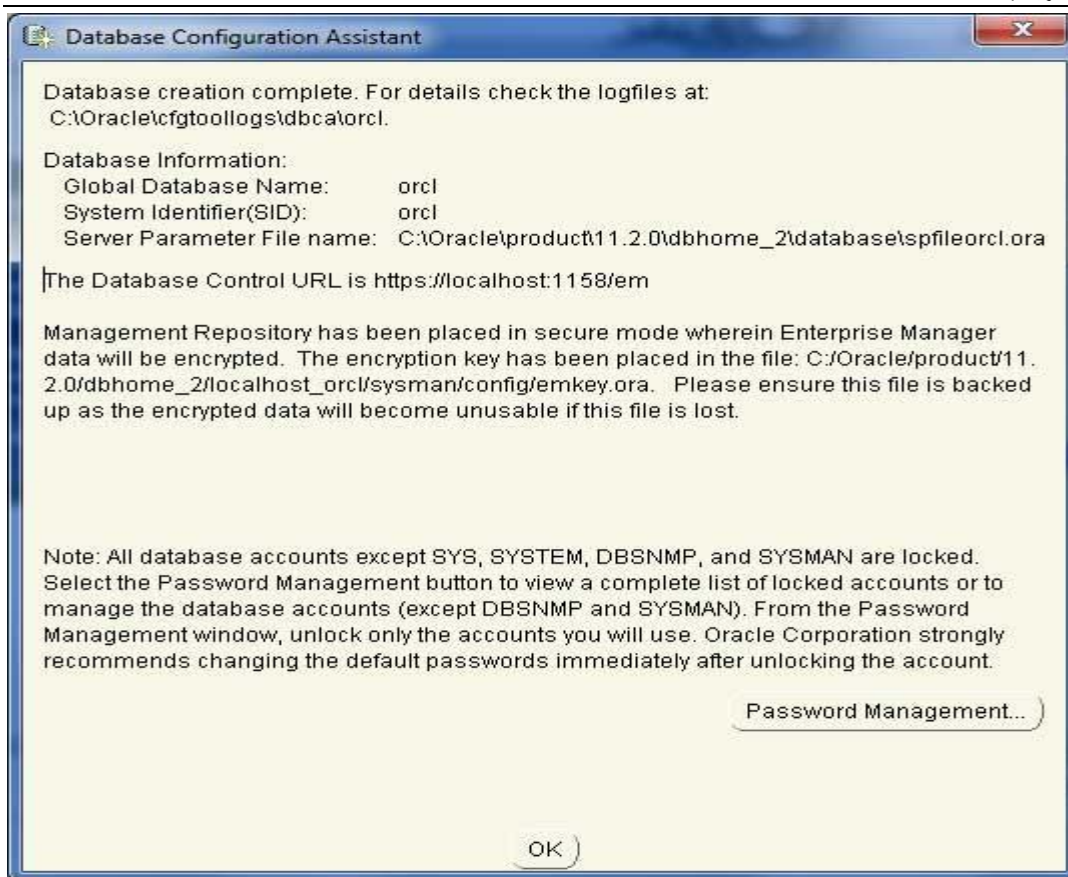 Database Configuration Assistant
Database creation complete. For details check the logfiles at:
C:\Oracle\cfgtoollogs\dbca\orcl.
Database Information:
Global Database Name: orcl
System Identifier(SID): orcl
Server Parameter File name: C:\Oracle\product\11.2.0\dbhome_2\database\spfileorcl.ora
The Database Control URL is https://localhost:1158/em
Management Repository has been placed in secure mode wherein Enterprise Manager
data will be encrypted. The encryption key has been placed in the file: C:/Oracle/product/11.
2.0/dbhome_2/localhost_orcl/sysman/config/emkey.ora. Please ensure this file is backed
up as the encrypted data will become unusable if this file is lost.
Note: All database accounts except SYS, SYSTEM, DBSNMP, and SYSMAN are locked.
Select the Password Management button to view a complete list of locked accounts or to
manage the database accounts (except DBSNMP and SYSMAN). From the Password
Management window, unlock only the accounts you will use. Oracle Corporation strongly
recommends changing the default passwords immediately after unlocking the account.
Password Management...
OK